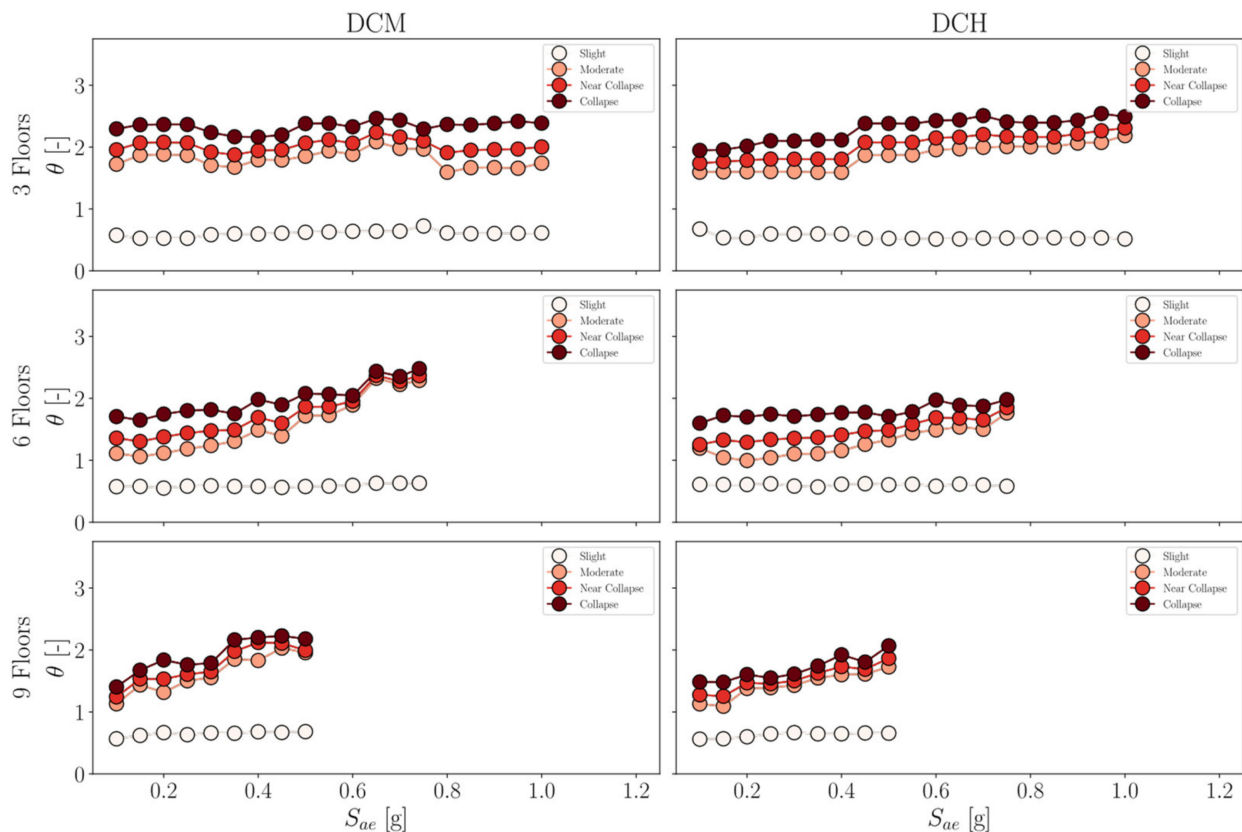 DCM
DCH
3 Floors
θ [-]
3
2
1
0
Slight
Moderate
Near Collapse
Collapse
Slight
Moderate
Near Collapse
Collapse
0.2 0.4 0.6 0.8 1.0 1.2
0.2 0.4 0.6 0.8 1.0 1.2
6 Floors
θ [-]
3
2
1
0
Slight
Moderate
Near Collapse
Collapse
Slight
Moderate
Near Collapse
Collapse
9 Floors
θ [-]
3
2
1
0
Slight
Moderate
Near Collapse
Collapse
Slight
Moderate
Near Collapse
Collapse
S_ae [g]
S_ae [g]